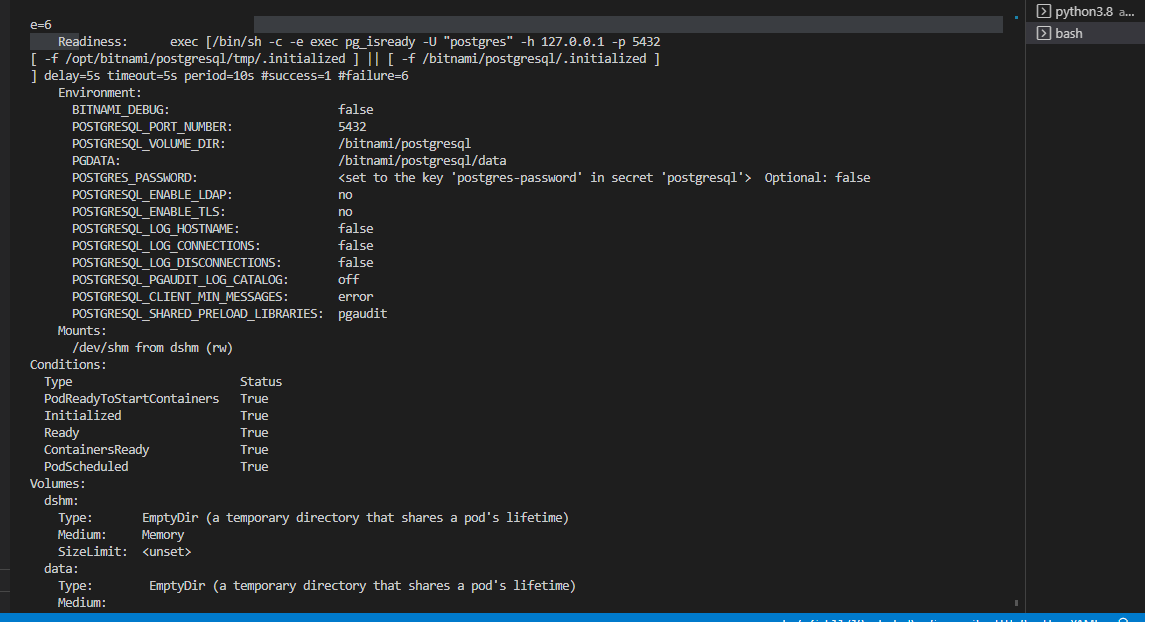 e=6
    Readiness:      exec [/bin/sh -c -e exec pg_isready -U "postgres" -h 127.0.0.1 -p 5432
[ -f /opt/bitnami/postgresql/tmp/.initialized ] || [ -f /bitnami/postgresql/.initialized ]
] delay=5s timeout=5s period=10s #success=1 #failure=6
    Environment:
      BITNAMI_DEBUG:                        false
      POSTGRESQL_PORT_NUMBER:               5432
      POSTGRESQL_VOLUME_DIR:                /bitnami/postgresql
      PGDATA:                               /bitnami/postgresql/data
      POSTGRES_PASSWORD:                    <set to the key 'postgres-password' in secret 'postgresql'>  Optional: false
      POSTGRESQL_ENABLE_LDAP:               no
      POSTGRESQL_ENABLE_TLS:                no
      POSTGRESQL_LOG_HOSTNAME:              false
      POSTGRESQL_LOG_CONNECTIONS:           false
      POSTGRESQL_LOG_DISCONNECTIONS:        false
      POSTGRESQL_PGAUDIT_LOG_CATALOG:       off
      POSTGRESQL_CLIENT_MIN_MESSAGES:       error
      POSTGRESQL_SHARED_PRELOAD_LIBRARIES:  pgaudit
    Mounts:
      /dev/shm from dshm (rw)
Conditions:
  Type                        Status
  PodReadyToStartContainers   True
  Initialized                 True
  Ready                       True
  ContainersReady             True
  PodScheduled                True
Volumes:
  dshm:
    Type:       EmptyDir (a temporary directory that shares a pod's lifetime)
    Medium:     Memory
    SizeLimit:  <unset>
  data:
    Type:        EmptyDir (a temporary directory that shares a pod's lifetime)
    Medium:
python3.8 a...
bash